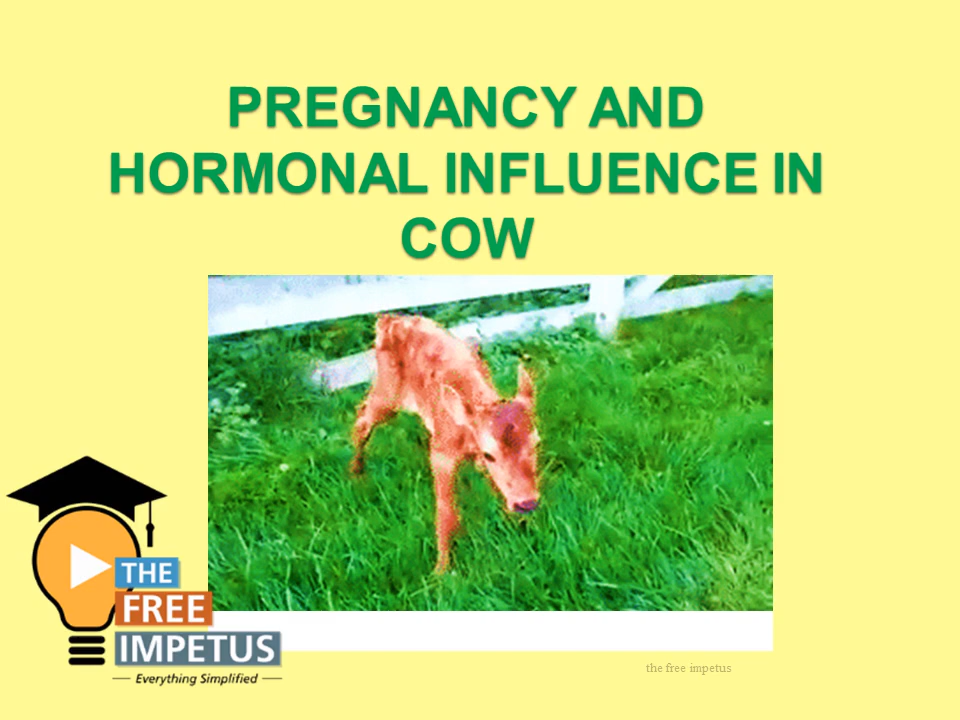 PREGNANCY AND
HORMONAL INFLUENCE IN
COW
THE
FREE
IMPETUS
Everything Simplified
the free impetus